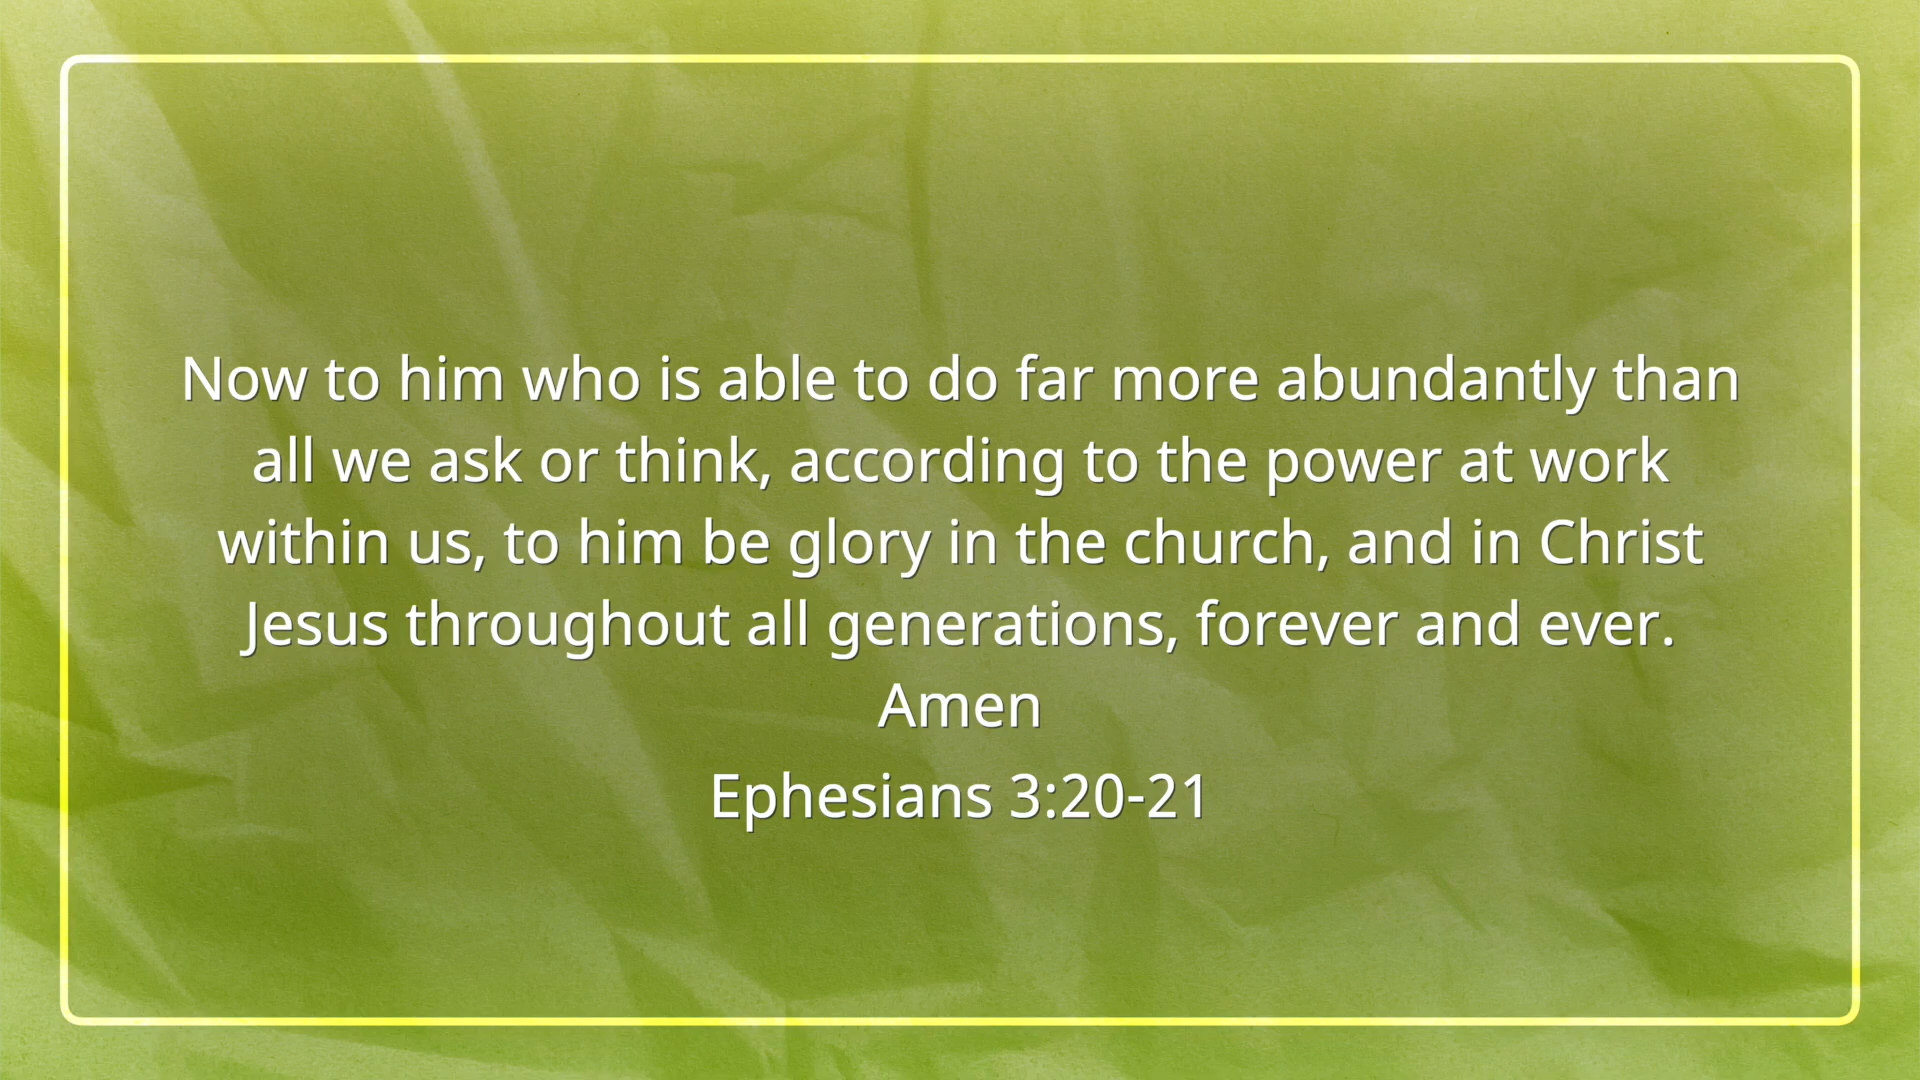 Now to him who is able to do far more abundantly than
all we ask or think, according to the power at work
within us, to him be glory in the church, and in Christ
Jesus throughout all generations, forever and ever.
Amen
Ephesians 3:20-21